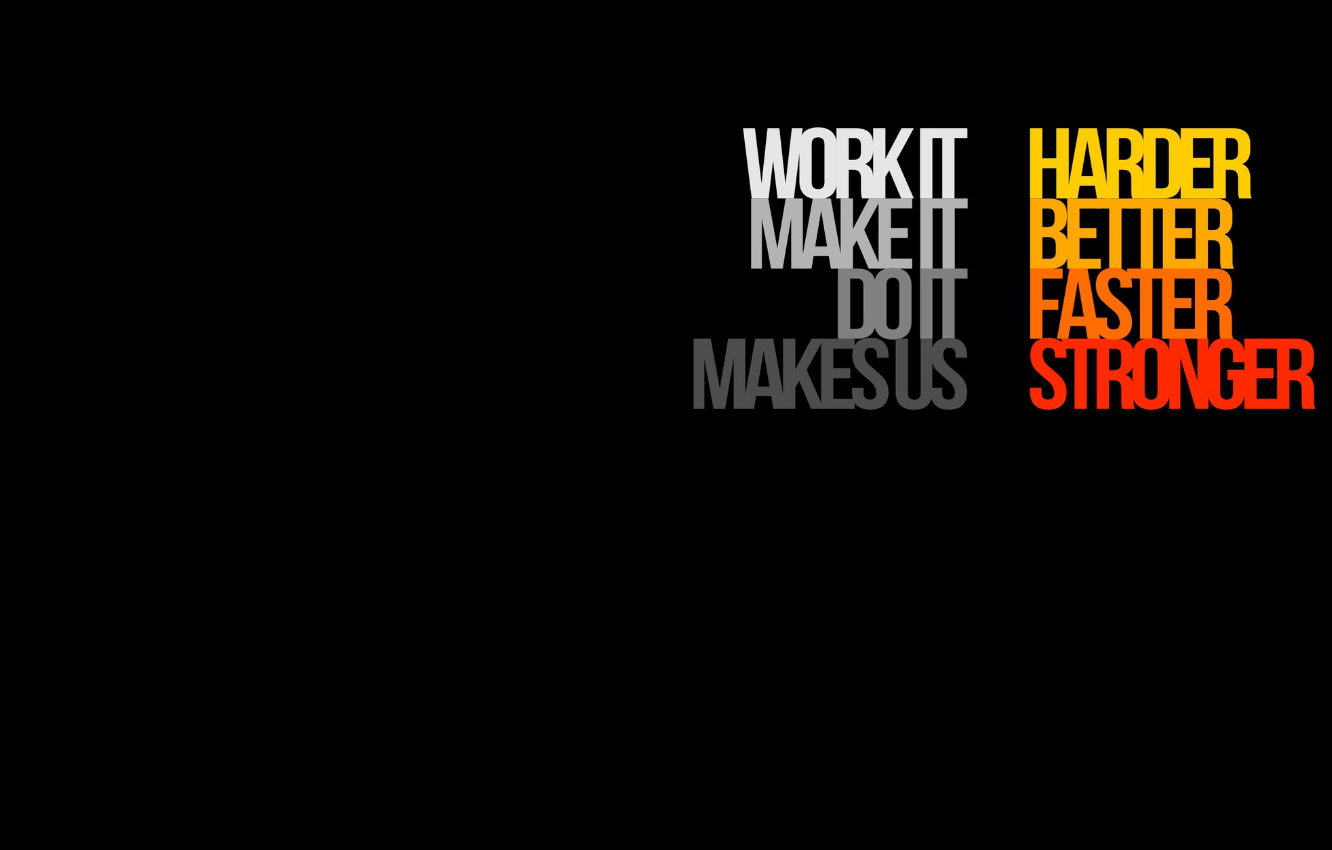 WORK IT HARDER
MAKE IT BETTER
DO IT FASTER
MAKES US STRONGER